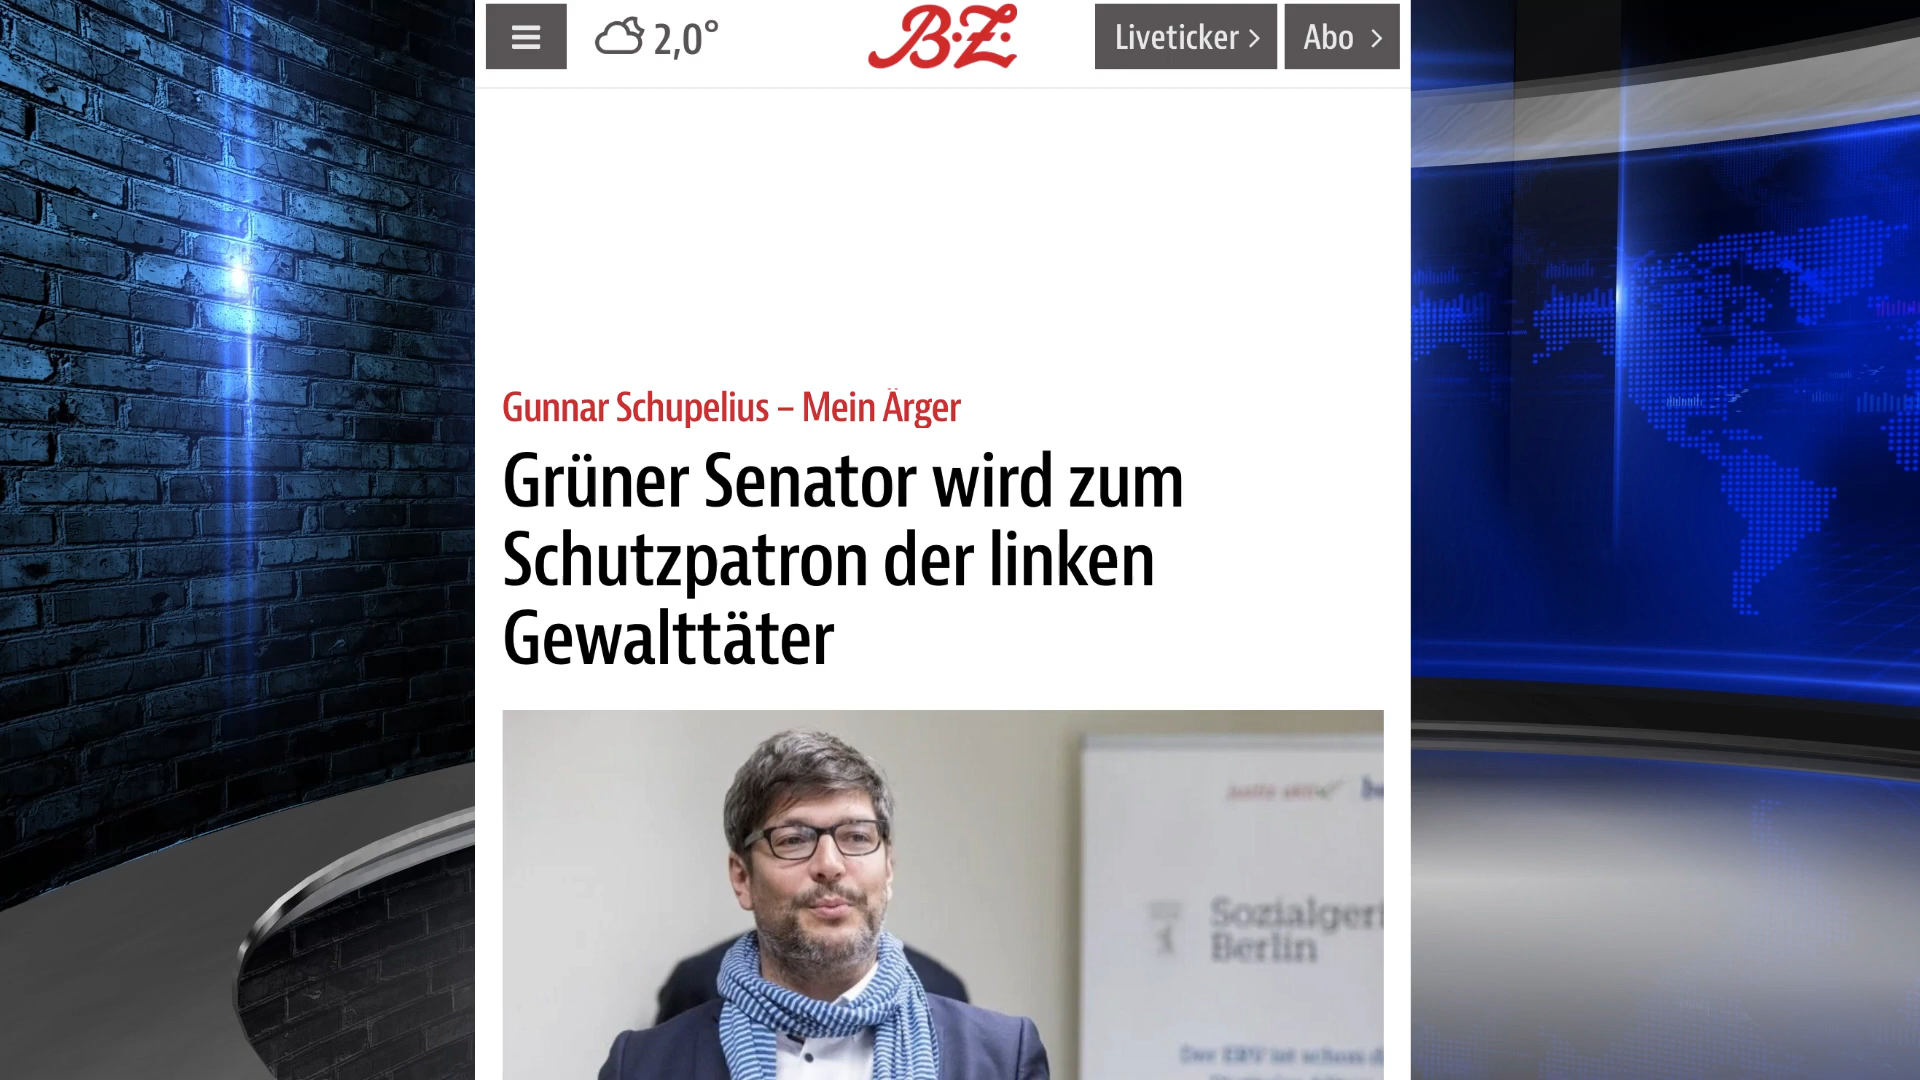 2,0°
B·Z·
Liveticker
Abo
Gunnar Schupelius – Mein Ärger
Grüner Senator wird zum
Schutzpatron der linken
Gewalttäter
Sozialgeri
Berlin